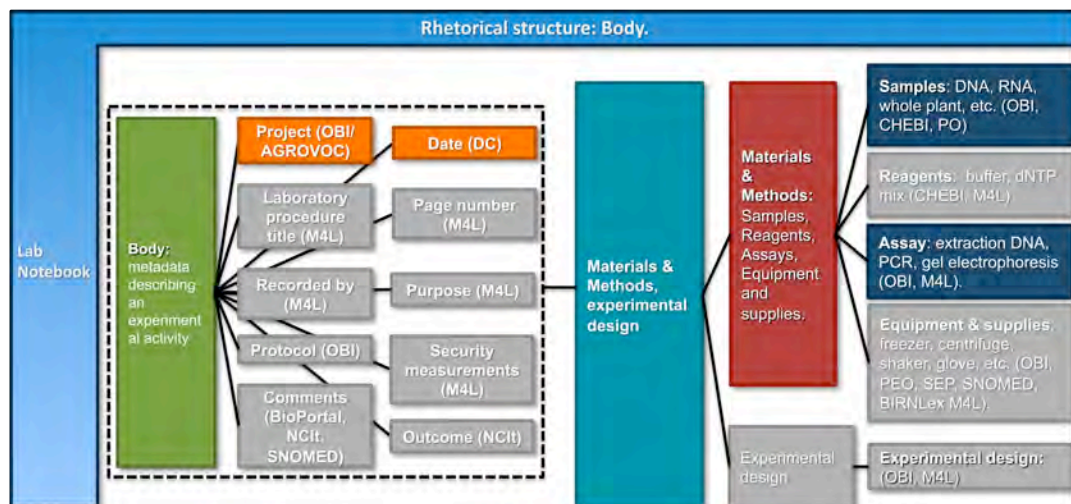 Rhetorical structure: Body.
Lab
Notebook
Body:
metadata
describing
an
experiment
al activity
Project (OBI/
AGROVOC)
Date (DC)
Laboratory
procedure
title (M4L)
Page number
(M4L)
Recorded by
(M4L)
Purpose (M4L)
Protocol (OBI)
Security
measurements
(M4L)
Comments
(BioPortal,
NCIt,
SNOMED)
Outcome (NCIt)
Materials &
Methods,
experimental
design
Materials
&
Methods:
Samples,
Reagents,
Assays,
Equipment
and
supplies.
Experimental
design
Samples: DNA, RNA,
whole plant, etc. (OBI,
CHEBI, PO)
Reagents: buffer, dNTP
mix (CHEBI, M4L)
Assay: extraction DNA,
PCR, gel electrophoresis
(OBI, M4L).
Equipment & supplies,
freezer, centrifuge,
shaker, glove, etc. (OBI,
PEO, SEP, SNOMED,
BIRNLex M4L).
Experimental design:
(OBI, M4L)